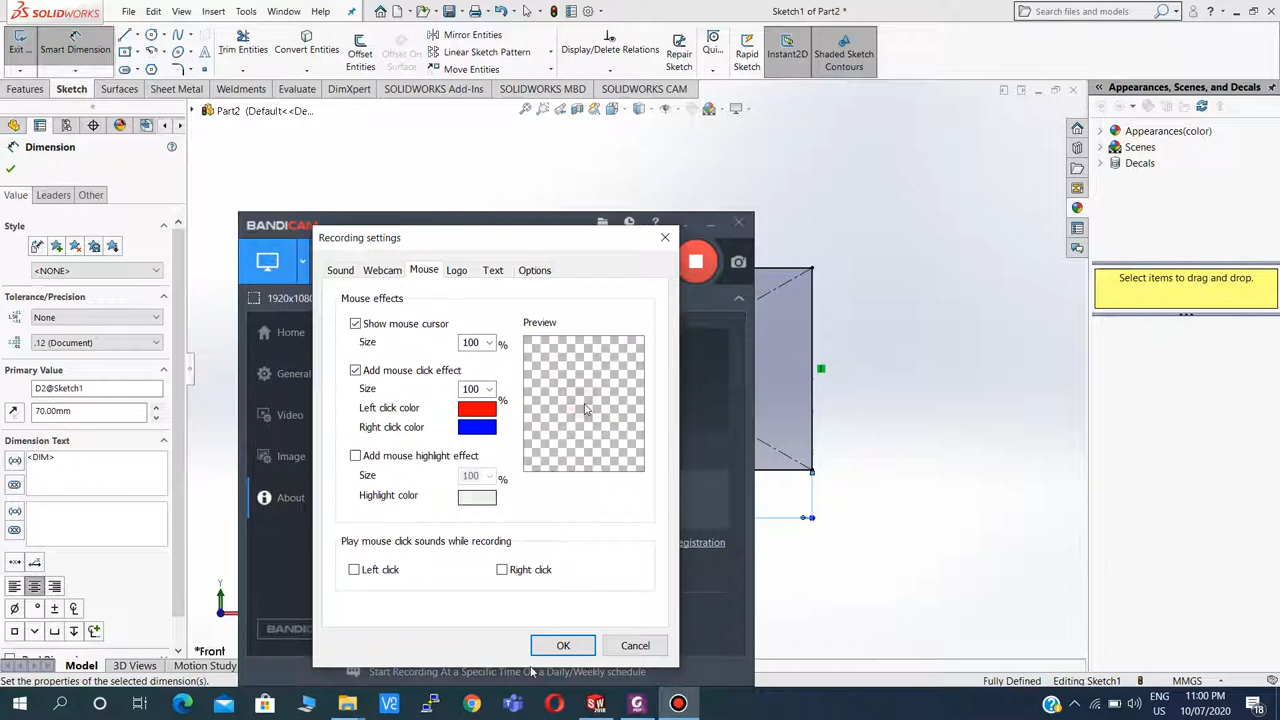 SOLIDWORKS File Edit View Insert Tools Window Help Sketch1 of Part2 * Search files and models
Exit ... Smart Dimension Trim Entities Convert Entities Offset Entities Offset On Surface Mirror Entities Linear Sketch Pattern Move Entities Display/Delete Relations Repair Sketch Qui... Rapid Sketch Instant2D Shaded Sketch Contours
Features Sketch Surfaces Sheet Metal Weldments Evaluate DimXpert SOLIDWORKS Add-Ins SOLIDWORKS MBD SOLIDWORKS CAM
Appearances, Scenes, and Decals
Part2 (Default<<De...
Appearances(color)
Scenes
Decals
Select items to drag and drop.
Dimension
Value Leaders Other
Style
<NONE>
Tolerance/Precision
None
.12 (Document)
Primary Value
D2@Sketch1
70.00mm
Dimension Text
<DIM>
BANDICAM
1920x1080
Home
General
Video
Image
About
BANDIC
egistration
Start Recording At a Specific Time Or a Daily/Weekly schedule
Recording settings
Sound Webcam Mouse Logo Text Options
Mouse effects
Show mouse cursor
Size 100 %
Preview
Add mouse click effect
Size 100 %
Left click color
Right click color
Add mouse highlight effect
Size 100 %
Highlight color
Play mouse click sounds while recording
Left click Right click
OK Cancel
Y
*Front
Model 3D Views Motion Study
Set the properties of the selected dimension(s). Fully Defined Editing Sketch1 MMGS
ENG
US
11:00 PM
10/07/2020